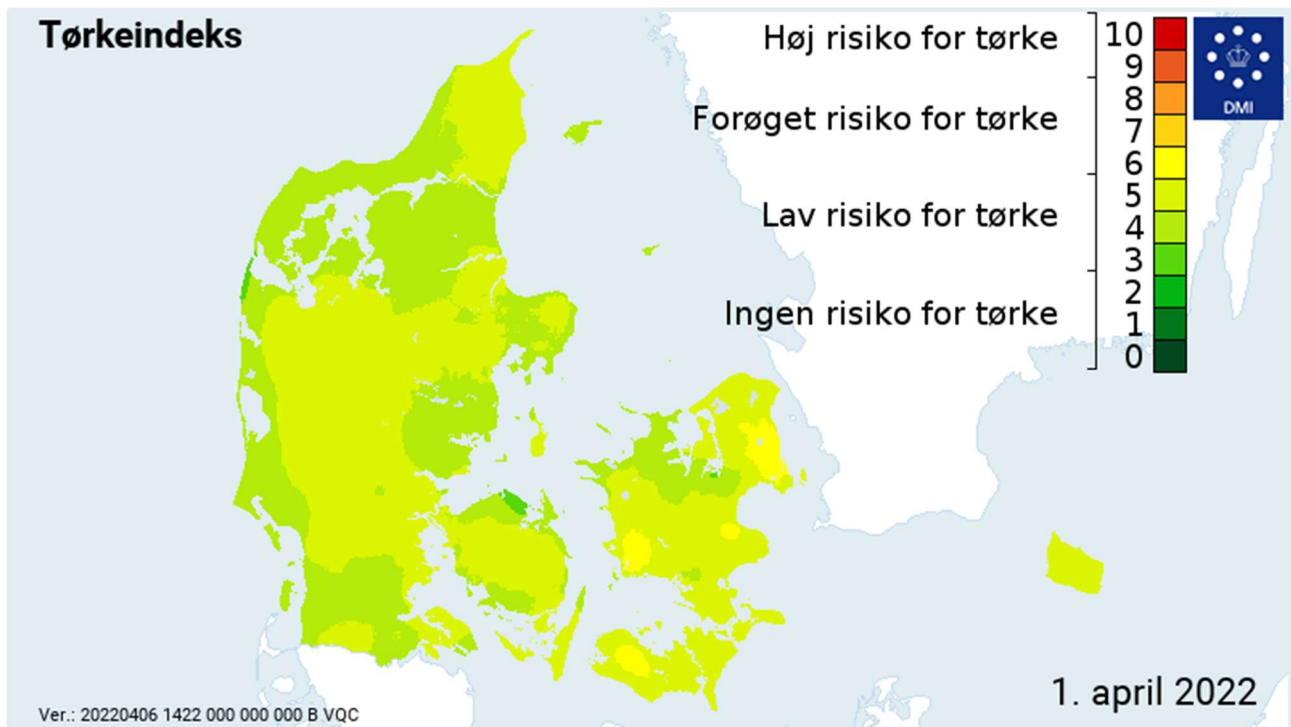 Tørkeindeks
Høj risiko for tørke
Forøget risiko for tørke
Lav risiko for tørke
Ingen risiko for tørke
10
9
8
7
6
5
4
3
2
1
0
DMI
1. april 2022
Ver.: 20220406 1422 000 000 000 B VQC